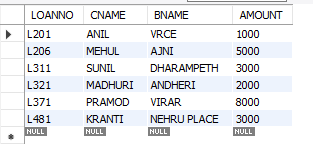 LOANNO CNAME BNAME AMOUNT
L201 ANIL VRCE 1000
L206 MEHUL AJNI 5000
L311 SUNIL DHARAMPETH 3000
L321 MADHURI ANDHERI 2000
L371 PRAMOD VIRAR 8000
L481 KRANTI NEHRU PLACE 3000
NULL NULL NULL NULL